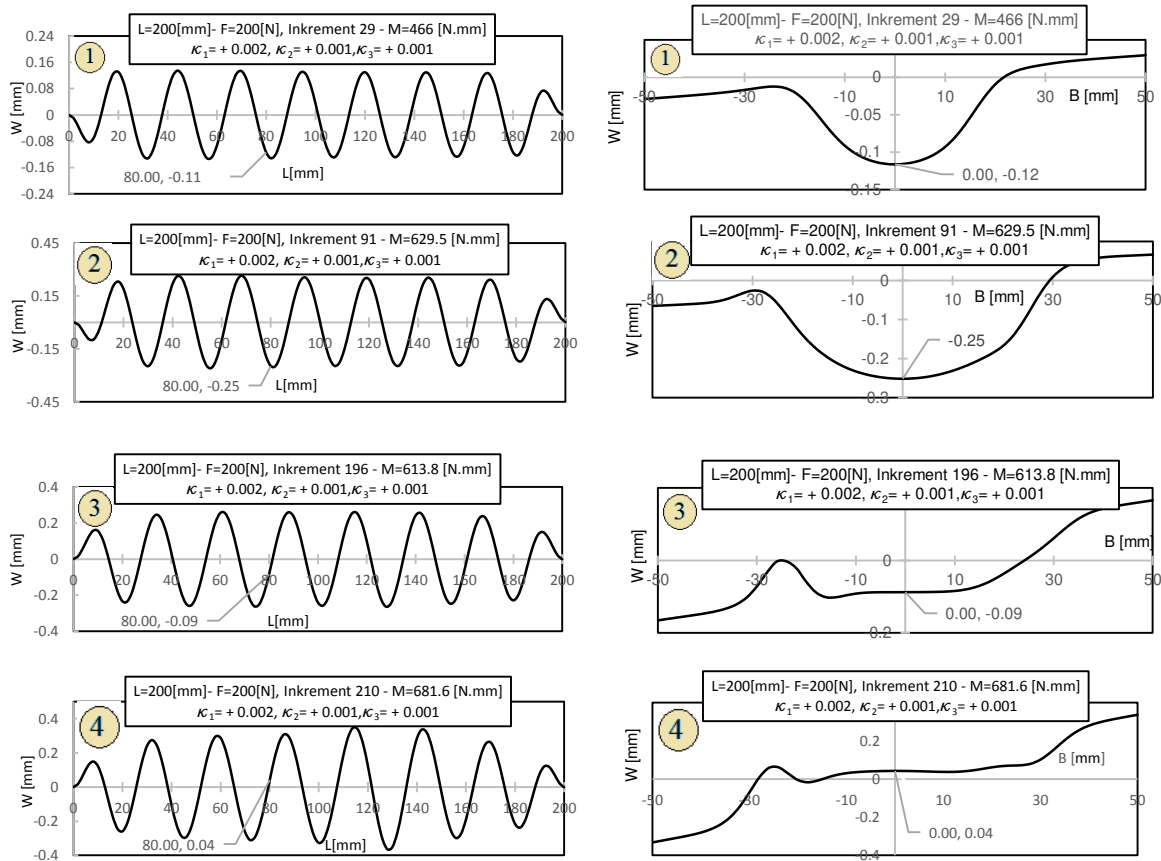 L=200[mm]- F=200[N], Inkrement 29 - M=466 [N.mm]
κ1= + 0.002, κ2= + 0.001,κ3= + 0.001
1
0.24
0.16
0.08
0
-0.08
-0.16
-0.24
W [mm]
0 20 40 60 80 100 120 140 160 180 200
80.00, -0.11
L[mm]
L=200[mm]- F=200[N], Inkrement 29 - M=466 [N.mm]
κ1= + 0.002, κ2= + 0.001,κ3= + 0.001
1
0
-50 -30 -10 10 30 50
B [mm]
-0.05
-0.1
-0.15
W [mm]
0.00, -0.12
L=200[mm]- F=200[N], Inkrement 91 - M=629.5 [N.mm]
κ1= + 0.002, κ2= + 0.001,κ3= + 0.001
2
0.45
0.15
-0.15
-0.45
W [mm]
0 20 40 60 80 100 120 140 160 180 200
80.00, -0.25
L[mm]
L=200[mm]- F=200[N], Inkrement 91 - M=629.5 [N.mm]
κ1= + 0.002, κ2= + 0.001,κ3= + 0.001
2
0
-50 -30 -10 10 30 50
B [mm]
-0.1
-0.2
-0.3
W [mm]
-0.25
L=200[mm]- F=200[N], Inkrement 196 - M=613.8 [N.mm]
κ1= + 0.002, κ2= + 0.001,κ3= + 0.001
3
0.4
0.2
0
-0.2
-0.4
W [mm]
0 20 40 60 80 100 120 140 160 180 200
80.00, -0.09
L[mm]
L=200[mm]- F=200[N], Inkrement 196 - M=613.8 [N.mm]
κ1= + 0.002, κ2= + 0.001,κ3= + 0.001
3
B [mm]
0
-50 -30 -10 10 30 50
-0.2
W [mm]
0.00, -0.09
L=200[mm]- F=200[N], Inkrement 210 - M=681.6 [N.mm]
κ1= + 0.002, κ2= + 0.001,κ3= + 0.001
4
0.4
0.2
0
-0.2
-0.4
W [mm]
0 20 40 60 80 100 120 140 160 180 200
80.00, 0.04
L[mm]
L=200[mm]- F=200[N], Inkrement 210 - M=681.6 [N.mm]
κ1= + 0.002, κ2= + 0.001,κ3= + 0.001
4
0.2
B [mm]
0
-50 -30 -10 10 30 50
-0.2
-0.4
W [mm]
0.00, 0.04